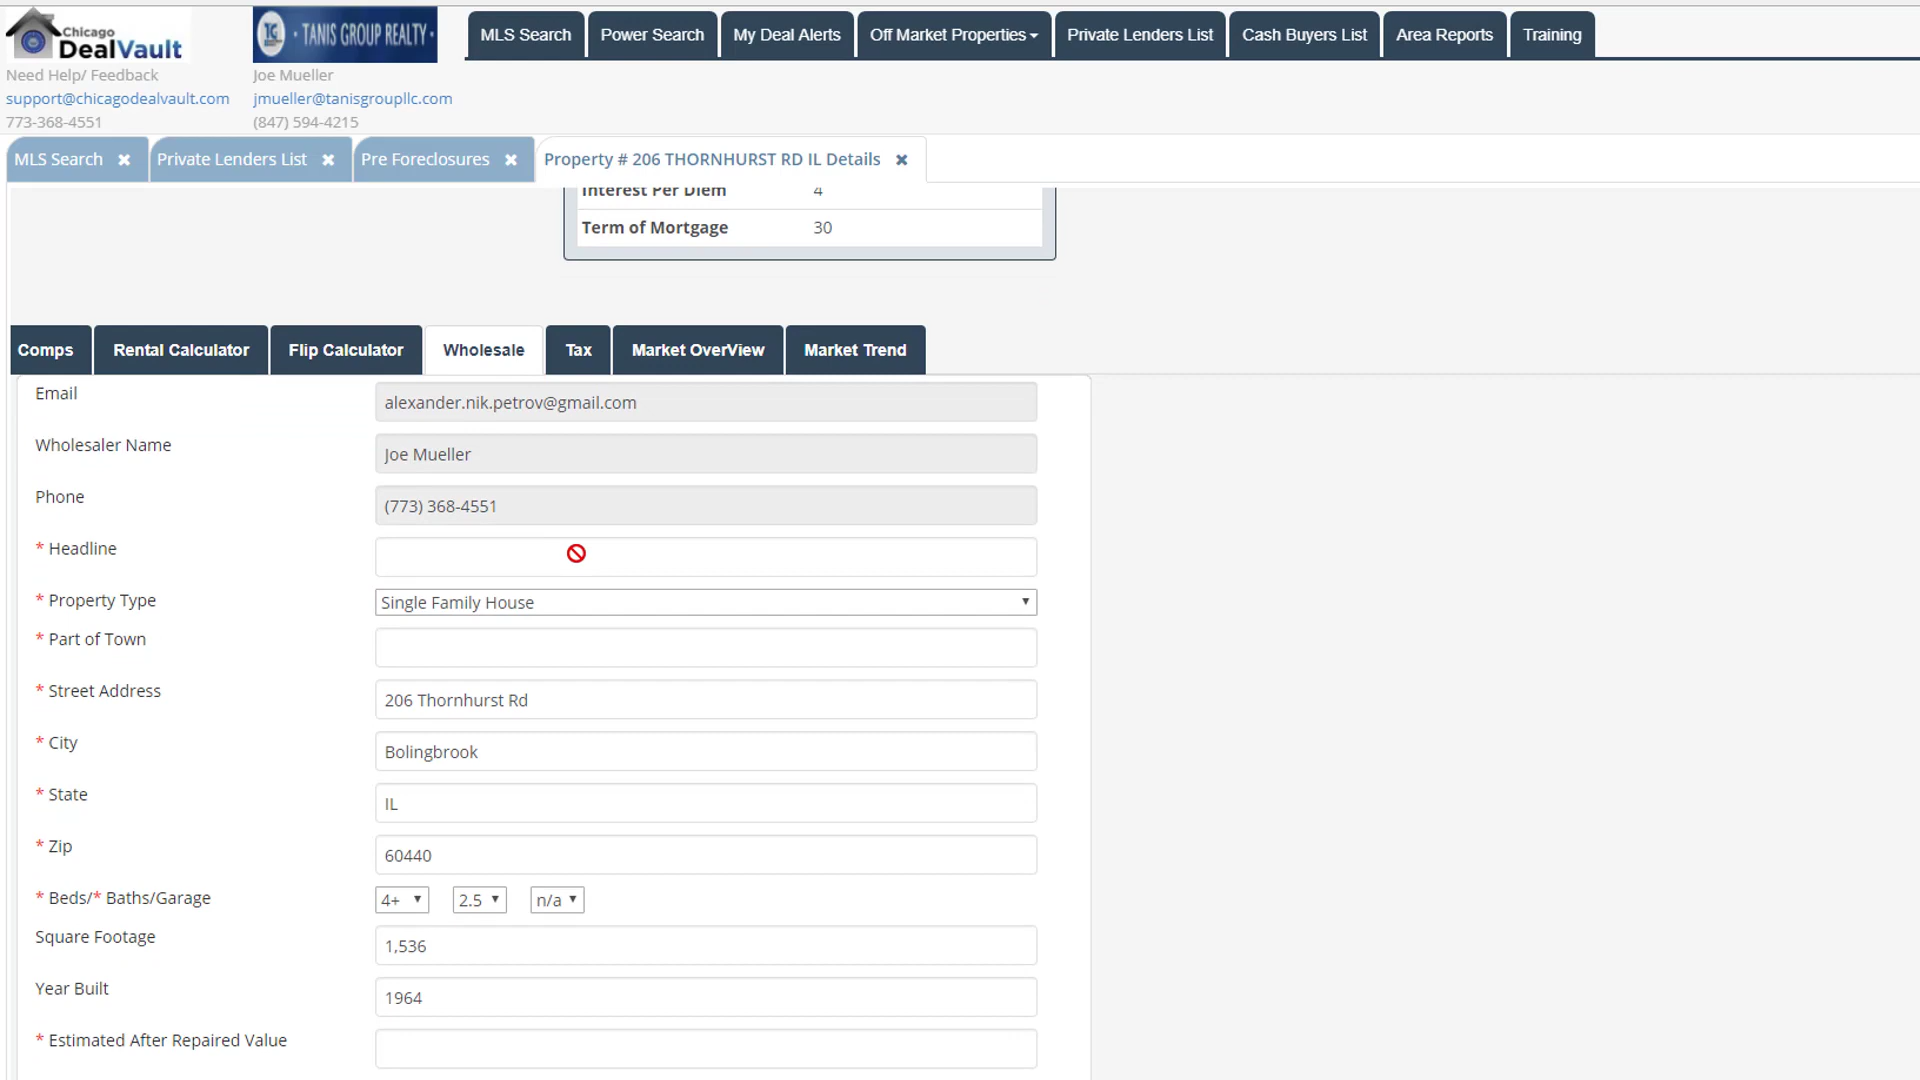 Chicago
DealVault
TG • TANIS GROUP REALTY •
MLS Search Power Search My Deal Alerts Off Market Properties Private Lenders List Cash Buyers List Area Reports Training
Need Help/ Feedback
support@chicagodealvault.com
773-368-4551
Joe Mueller
jmueller@tanisgroupllc.com
(847) 594-4215
MLS Search Private Lenders List Pre Foreclosures Property # 206 THORNHURST RD IL Details
Interest Per Diem 4
Term of Mortgage 30
Comps Rental Calculator Flip Calculator Wholesale Tax Market OverView Market Trend
Email alexander.nik.petrov@gmail.com
Wholesaler Name Joe Mueller
Phone (773) 368-4551
* Headline
* Property Type Single Family House
* Part of Town
* Street Address 206 Thornhurst Rd
* City Bolingbrook
* State IL
* Zip 60440
* Beds/* Baths/Garage 4+ 2.5 n/a
Square Footage 1,536
Year Built 1964
* Estimated After Repaired Value